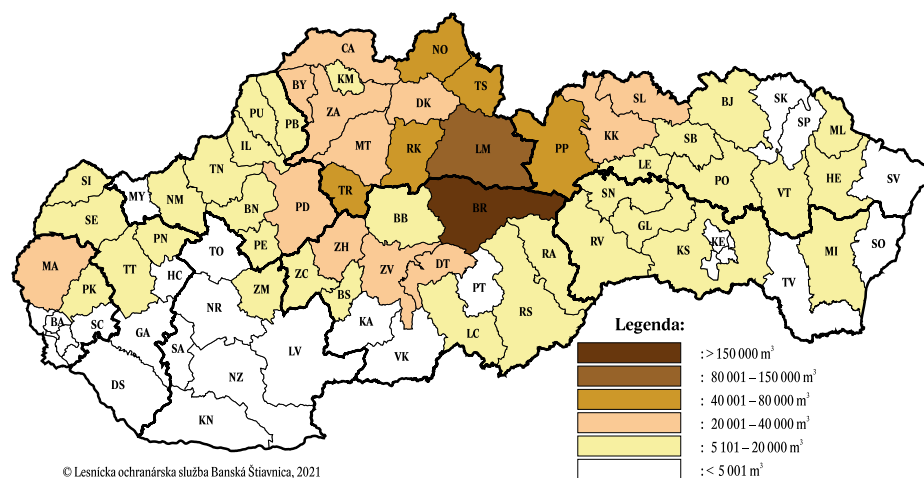 CA
NO
KM
TS
BY
DK
ZA
SL
BJ
SK
PU
PB
SP
ML
KK
IL
MT
RK
LM
PP
SB
LE
TN
HE
SV
SI
MY
NM
TR
PO
VT
BN
PD
SN
SE
BB
BR
GL
PN
PE
TO
ZH
RV
KS
KE
SO
MI
MA
TT
HC
ZV
DT
RA
ZC
TV
PK
ZM
BS
PT
NR
BA
SC
KA
RS
GA
LC
SA
LV
VK
DS
NZ
KN
Legenda:
: > 150 000 m³
: 80 001 – 150 000 m³
: 40 001 – 80 000 m³
: 20 001 – 40 000 m³
: 5 101 – 20 000 m³
: < 5 001 m³
© Lesnícka ochranárska služba Banská Štiavnica, 2021